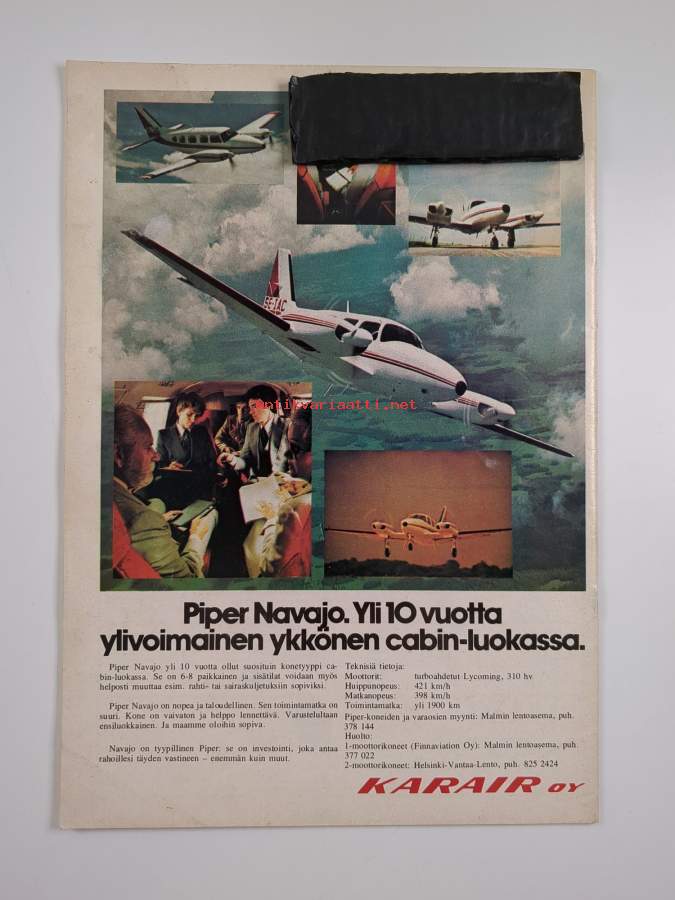 SE-IAC
antikvariaatti.net
Piper Navajo. Yli 10 vuotta
ylivoimainen ykkönen cabin-luokassa.
Piper Navajo yli 10 vuotta ollut suosituin konetyyppi ca-
bin-luokassa. Se on 6-8 paikkainen ja sisätilat voidaan myös
helposti muuttaa esim. rahti- tai sairaskuljetuksiin sopiviksi.
Piper Navajo on nopea ja taloudellinen. Sen toimintamatka on
suuri. Kone on vaivaton ja helppo lennettävä. Varustelultaan
ensiluokkainen. Ja maamme oloihin sopiva.
Navajo on tyypillinen Piper: se on investointi, joka antaa
rahoillesi täyden vastineen – enemmän kuin muut.
Teknisiä tietoja:
Moottorit: turboahdetut Lycoming, 310 hv
Huippunopeus: 421 km/h
Matkanopeus: 398 km/h
Toimintamatka: yli 1900 km
Piper-koneiden ja varaosien myynti: Malmin lentoasema, puh.
378 144
Huolto:
1-moottorikoneet (Finnaviation Oy): Malmin lentoasema, puh.
377 022
2-moottorikoneet: Helsinki-Vantaa-Lento, puh. 825 2424
KARAIR OY